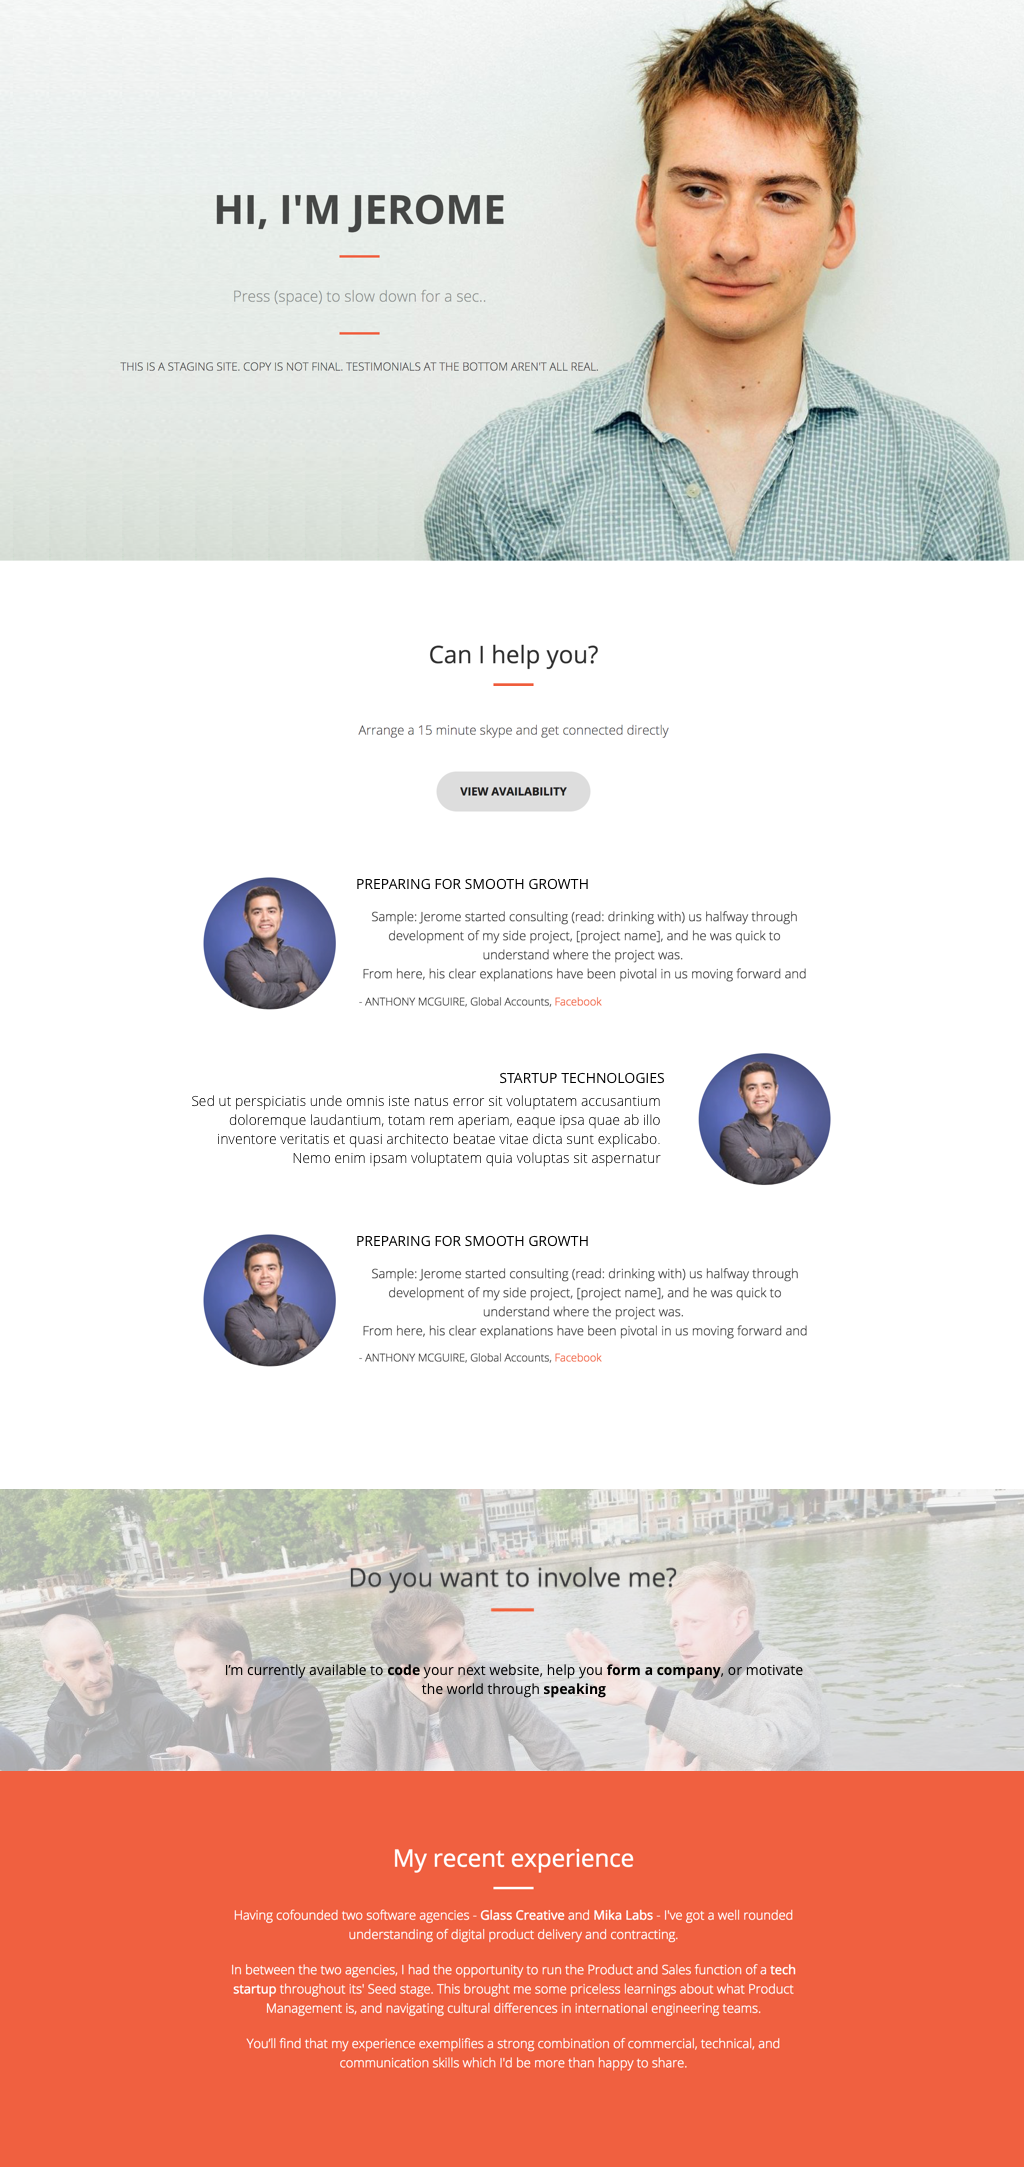 HI, I'M JEROME
Press (space) to slow down for a sec..
THIS IS A STAGING SITE. COPY IS NOT FINAL. TESTIMONIALS AT THE BOTTOM AREN'T ALL REAL.
Can I help you?
Arrange a 15 minute skype and get connected directly
VIEW AVAILABILITY
PREPARING FOR SMOOTH GROWTH
Sample: Jerome started consulting (read: drinking with) us halfway through
development of my side project, [project name], and he was quick to
understand where the project was.
From here, his clear explanations have been pivotal in us moving forward and
- ANTHONY MCGUIRE, Global Accounts, Facebook
STARTUP TECHNOLOGIES
Sed ut perspiciatis unde omnis iste natus error sit voluptatem accusantium
doloremque laudantium, totam rem aperiam, eaque ipsa quae ab illo
inventore veritatis et quasi architecto beatae vitae dicta sunt explicabo.
Nemo enim ipsam voluptatem quia voluptas sit aspernatur
PREPARING FOR SMOOTH GROWTH
Sample: Jerome started consulting (read: drinking with) us halfway through
development of my side project, [project name], and he was quick to
understand where the project was.
From here, his clear explanations have been pivotal in us moving forward and
- ANTHONY MCGUIRE, Global Accounts, Facebook
Do you want to involve me?
I'm currently available to code your next website, help you form a company, or motivate
the world through speaking
My recent experience
Having cofounded two software agencies - Glass Creative and Mika Labs - I've got a well rounded
understanding of digital product delivery and contracting.
In between the two agencies, I had the opportunity to run the Product and Sales function of a tech
startup throughout its' Seed stage. This brought me some priceless learnings about what Product
Management is, and navigating cultural differences in international engineering teams.
You'll find that my experience exemplifies a strong combination of commercial, technical, and
communication skills which I'd be more than happy to share.